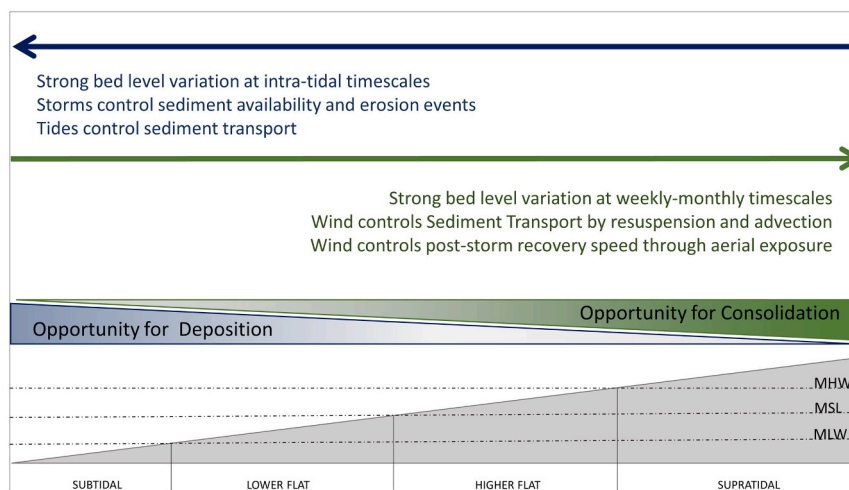 Strong bed level variation at intra-tidal timescales
Storms control sediment availability and erosion events
Tides control sediment transport
Strong bed level variation at weekly-monthly timescales
Wind controls Sediment Transport by resuspension and advection
Wind controls post-storm recovery speed through aerial exposure
Opportunity for Consolidation
Opportunity for Deposition
MHW
MSL
MLW
SUBTIDAL LOWER FLAT HIGHER FLAT SUPRATIDAL